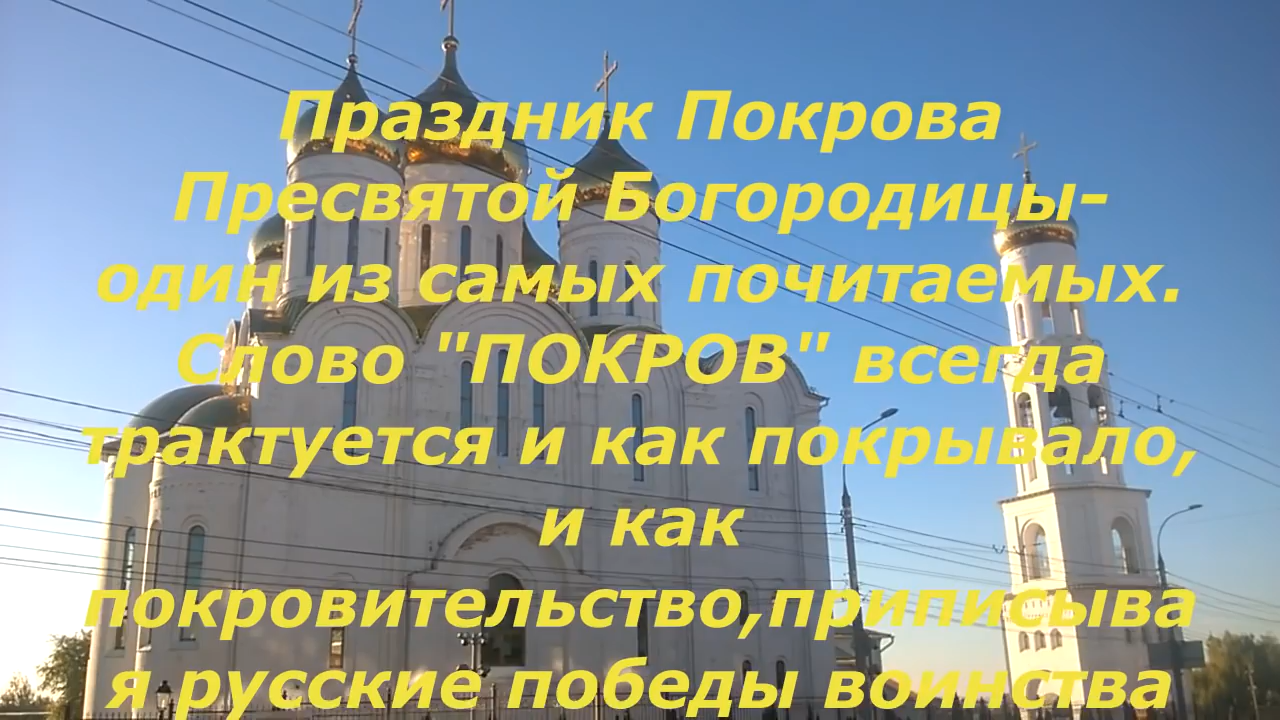 Праздник Покрова
Пресвятой Богородицы-
один из самых почитаемых.
Слово "ПОКРОВ" всегда
трактуется и как покрывало,
и как
покровительство,приписыва
я русские победы воинства